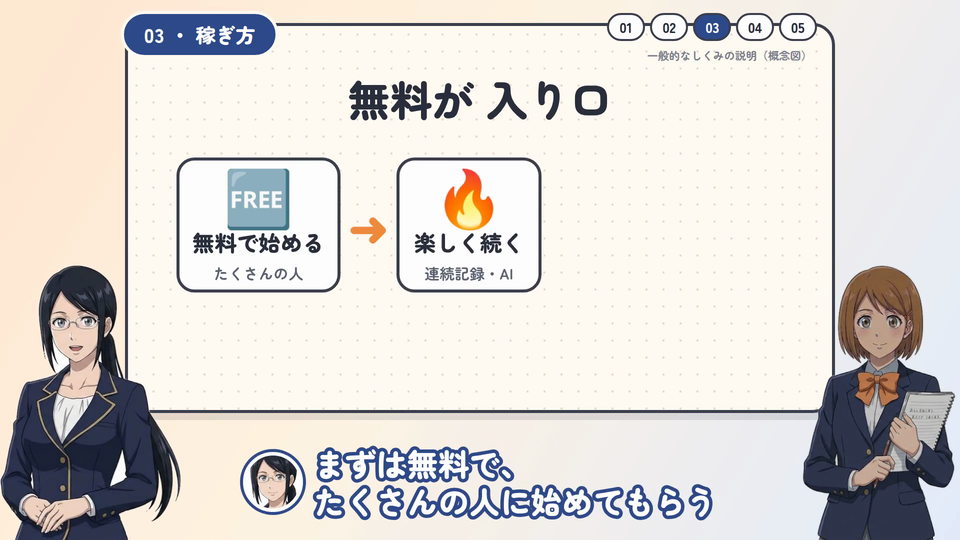 03 ・ 稼ぎ方
01 02 03 04 05
一般的なしくみの説明（概念図）
無料が 入り口
FREE
無料で始める
たくさんの人
楽しく続く
連続記録・AI
まずは無料で、
たくさんの人に始めてもらう